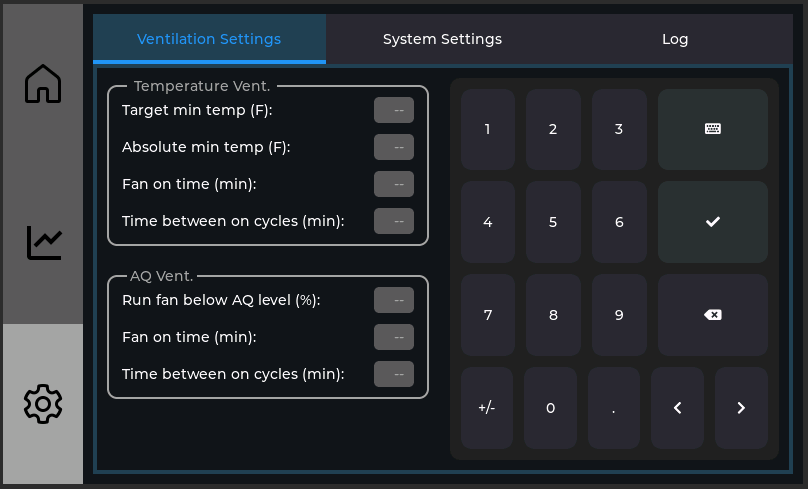 Ventilation Settings
System Settings
Log
Temperature Vent.
Target min temp (F): --
Absolute min temp (F): --
Fan on time (min): --
Time between on cycles (min): --
AQ Vent.
Run fan below AQ level (%): --
Fan on time (min): --
Time between on cycles (min): --
1 2 3
4 5 6
7 8 9
+/- 0 .